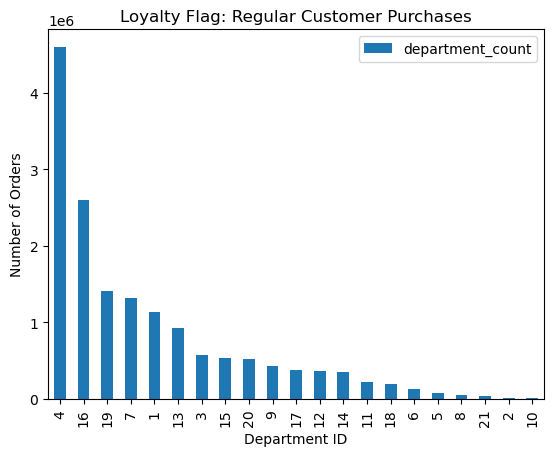 Loyalty Flag: Regular Customer Purchases
1e6
department_count
4
3
2
1
0
Number of Orders
4 16 19 7 1 13 3 15 20 9 17 12 14 11 18 6 5 8 21 2 10
Department ID